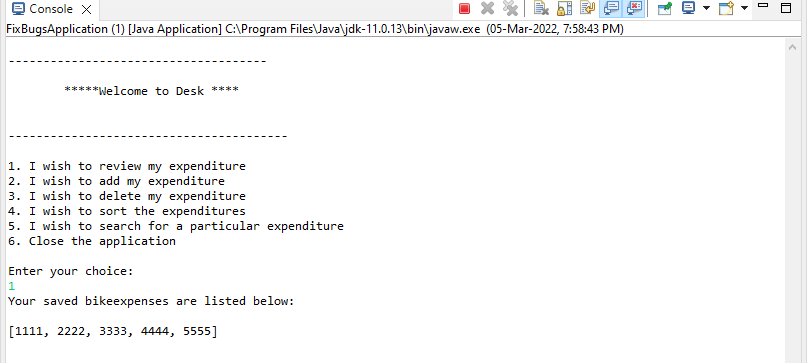 Console
FixBugsApplication (1) [Java Application] C:\Program Files\Java\jdk-11.0.13\bin\javaw.exe (05-Mar-2022, 7:58:43 PM)
-------------------------------------
*****Welcome to Desk ****
----------------------------------------
1. I wish to review my expenditure
2. I wish to add my expenditure
3. I wish to delete my expenditure
4. I wish to sort the expenditures
5. I wish to search for a particular expenditure
6. Close the application
Enter your choice:
1
Your saved bikeexpenses are listed below:
[1111, 2222, 3333, 4444, 5555]